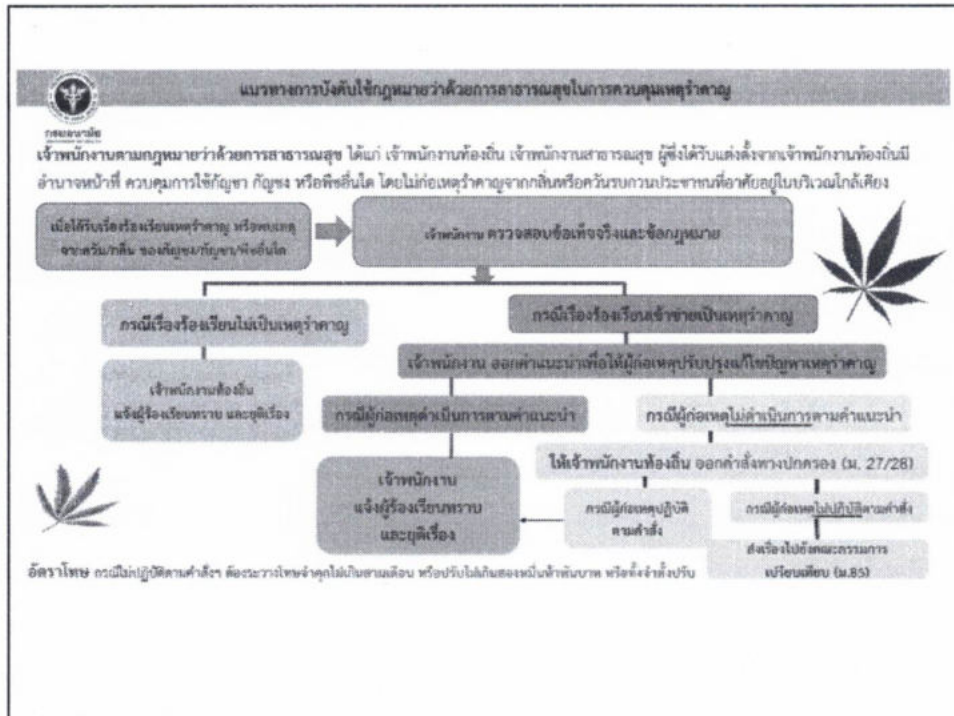 แนวทางการบังคับใช้กฎหมายว่าด้วยการสาธารณสุขในการควบคุมเหตุรำคาญ
กรมอนามัย
เจ้าพนักงานตามกฎหมายว่าด้วยการสาธารณสุข ได้แก่ เจ้าพนักงานท้องถิ่น เจ้าพนักงานสาธารณสุข ผู้ซึ่งได้รับแต่งตั้งจากเจ้าพนักงานท้องถิ่นมี
อำนาจหน้าที่ ควบคุมการใช้กัญชา กัญชง หรือพืชอื่นใด โดยไม่ก่อเหตุรำคาญจากกลิ่นหรือควันรบกวนประชาชนที่อาศัยอยู่ในบริเวณใกล้เคียง
เมื่อได้รับเรื่องร้องเรียนเหตุรำคาญ หรือพบเหตุ
จากควัน/กลิ่น ของกัญชง/กัญชา/พืชอื่นใด
เจ้าพนักงาน ตรวจสอบข้อเท็จจริงและข้อกฎหมาย
กรณีเรื่องร้องเรียนไม่เป็นเหตุรำคาญ
เจ้าพนักงานท้องถิ่น
แจ้งผู้ร้องเรียนทราบ และยุติเรื่อง
กรณีเรื่องร้องเรียนเข้าข่ายเป็นเหตุรำคาญ
เจ้าพนักงาน ออกคำแนะนำเพื่อให้ผู้ก่อเหตุปรับปรุงแก้ไขปัญหาเหตุรำคาญ
กรณีผู้ก่อเหตุดำเนินการตามคำแนะนำ
กรณีผู้ก่อเหตุไม่ดำเนินการตามคำแนะนำ
ให้เจ้าพนักงานท้องถิ่น ออกคำสั่งทางปกครอง (ม. 27/28)
เจ้าพนักงาน
แจ้งผู้ร้องเรียนทราบ
และยุติเรื่อง
กรณีผู้ก่อเหตุปฏิบัติ
ตามคำสั่ง
กรณีผู้ก่อเหตุไม่ปฏิบัติตามคำสั่ง
ส่งเรื่องไปยังคณะกรรมการ
เปรียบเทียบ (ม.85)
อัตราโทษ กรณีไม่ปฏิบัติตามคำสั่งฯ ต้องระวางโทษจำคุกไม่เกินสามเดือน หรือปรับไม่เกินสองหมื่นห้าพันบาท หรือทั้งจำทั้งปรับ